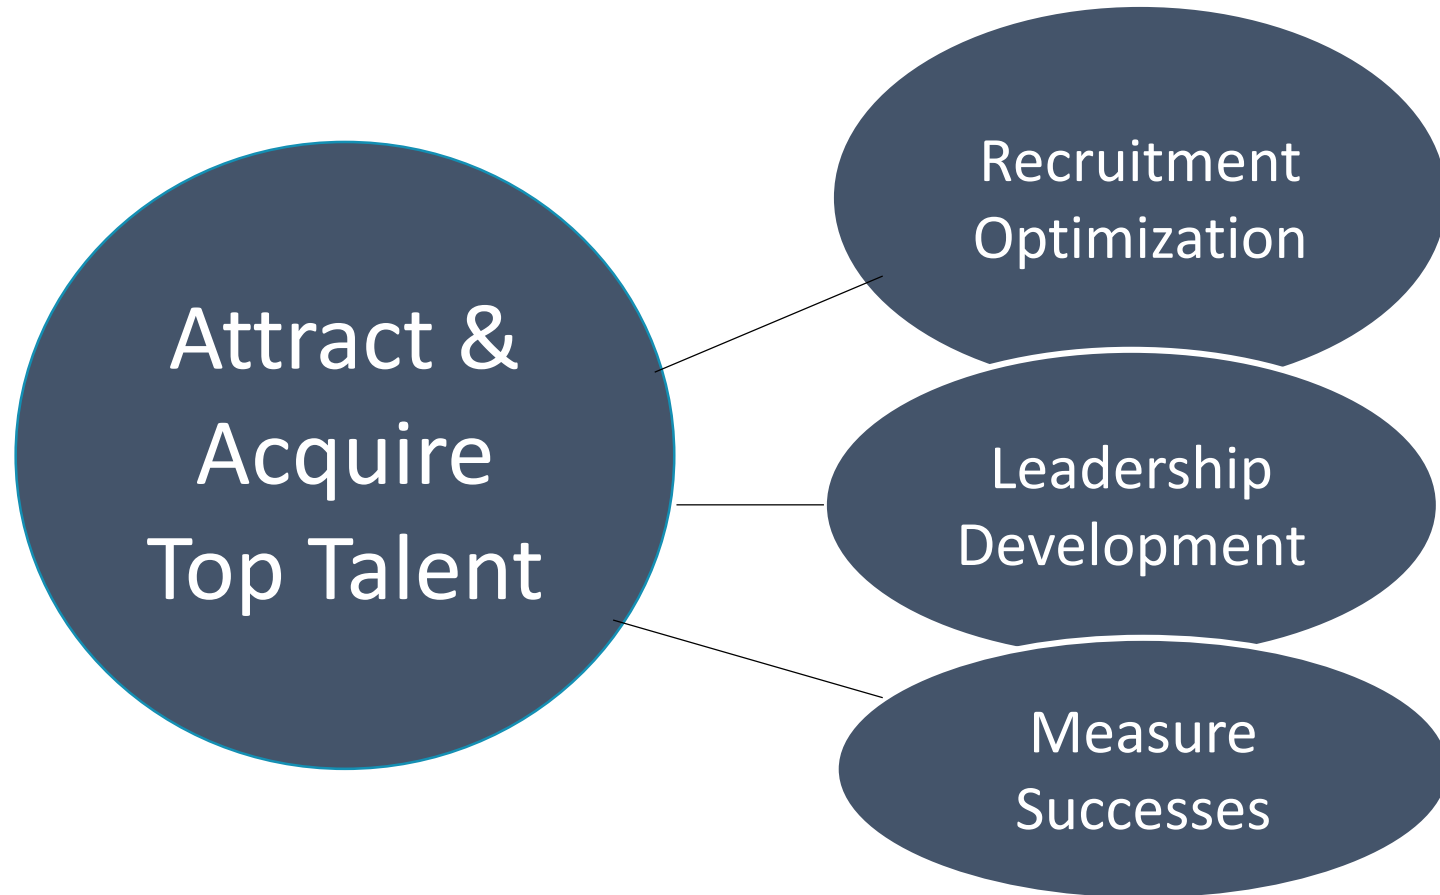 Attract &
Acquire
Top Talent
Recruitment
Optimization
Leadership
Development
Measure
Successes